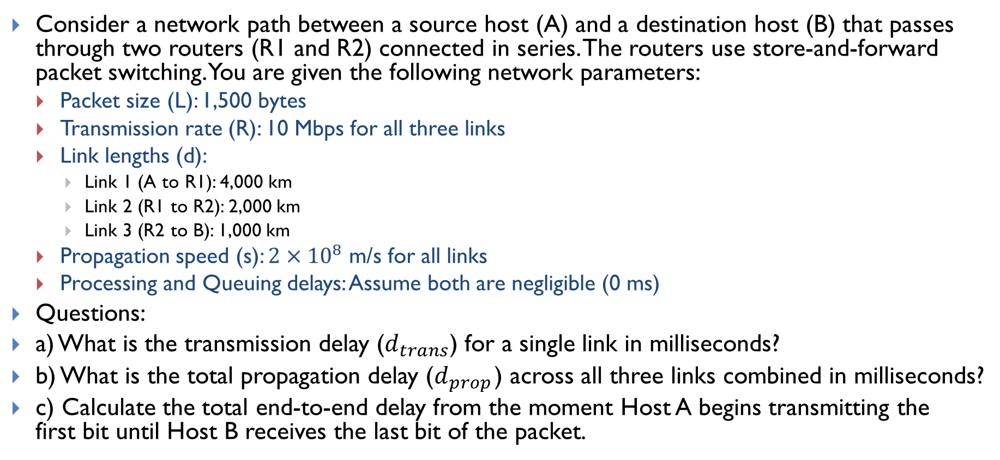 Consider a network path between a source host (A) and a destination host (B) that passes
through two routers (R1 and R2) connected in series. The routers use store-and-forward
packet switching. You are given the following network parameters:
Packet size (L): 1,500 bytes
Transmission rate (R): 10 Mbps for all three links
Link lengths (d):
Link 1 (A to R1): 4,000 km
Link 2 (R1 to R2): 2,000 km
Link 3 (R2 to B): 1,000 km
Propagation speed (s): 2 × 10⁸ m/s for all links
Processing and Queuing delays: Assume both are negligible (0 ms)
Questions:
a) What is the transmission delay (d_trans) for a single link in milliseconds?
b) What is the total propagation delay (d_prop) across all three links combined in milliseconds?
c) Calculate the total end-to-end delay from the moment Host A begins transmitting the
first bit until Host B receives the last bit of the packet.